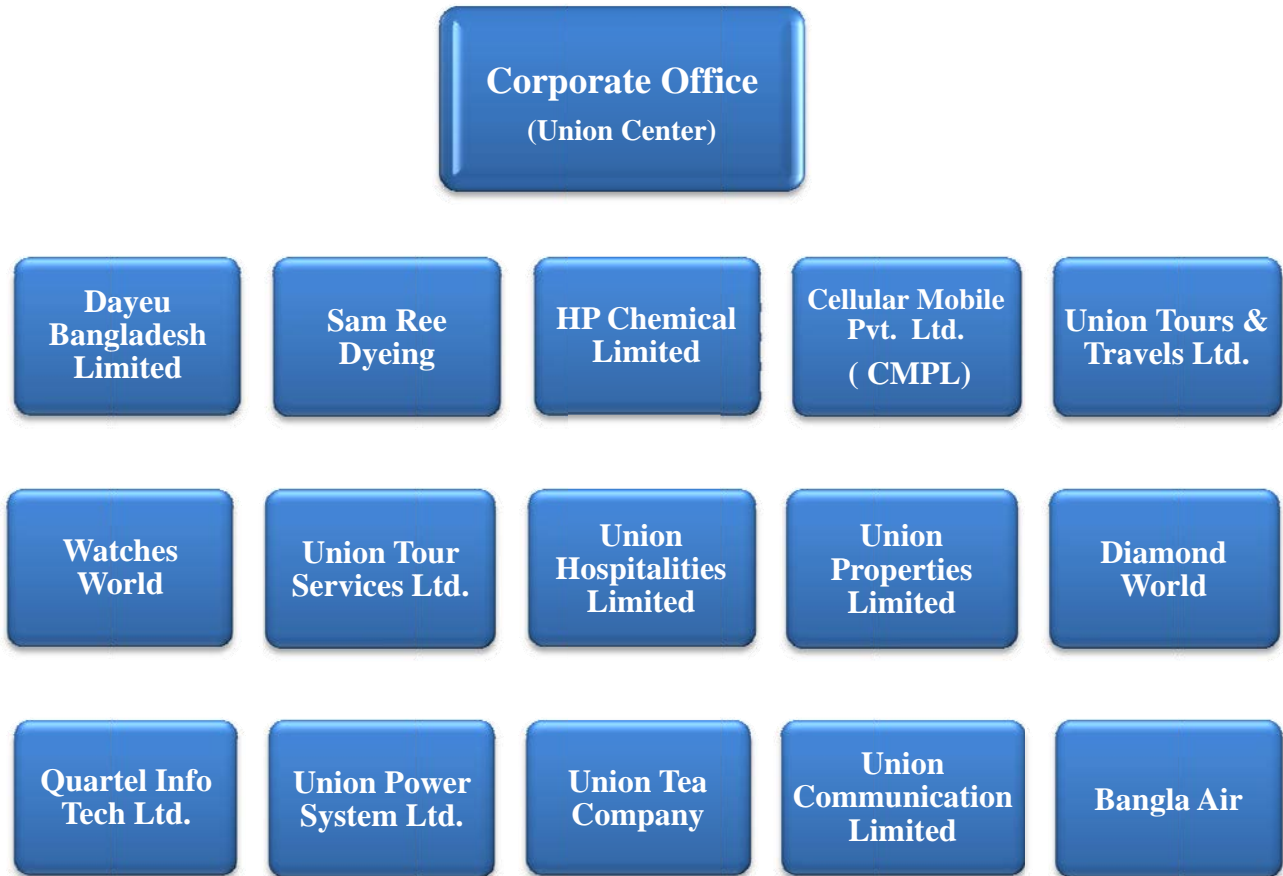 Corporate Office
(Union Center)
Dayeu
Bangladesh
Limited
Sam Ree
Dyeing
HP Chemical
Limited
Cellular Mobile
Pvt. Ltd.
( CMPL)
Union Tours &
Travels Ltd.
Watches
World
Union Tour
Services Ltd.
Union
Hospitalities
Limited
Union
Properties
Limited
Diamond
World
Quartel Info
Tech Ltd.
Union Power
System Ltd.
Union Tea
Company
Union
Communication
Limited
Bangla Air